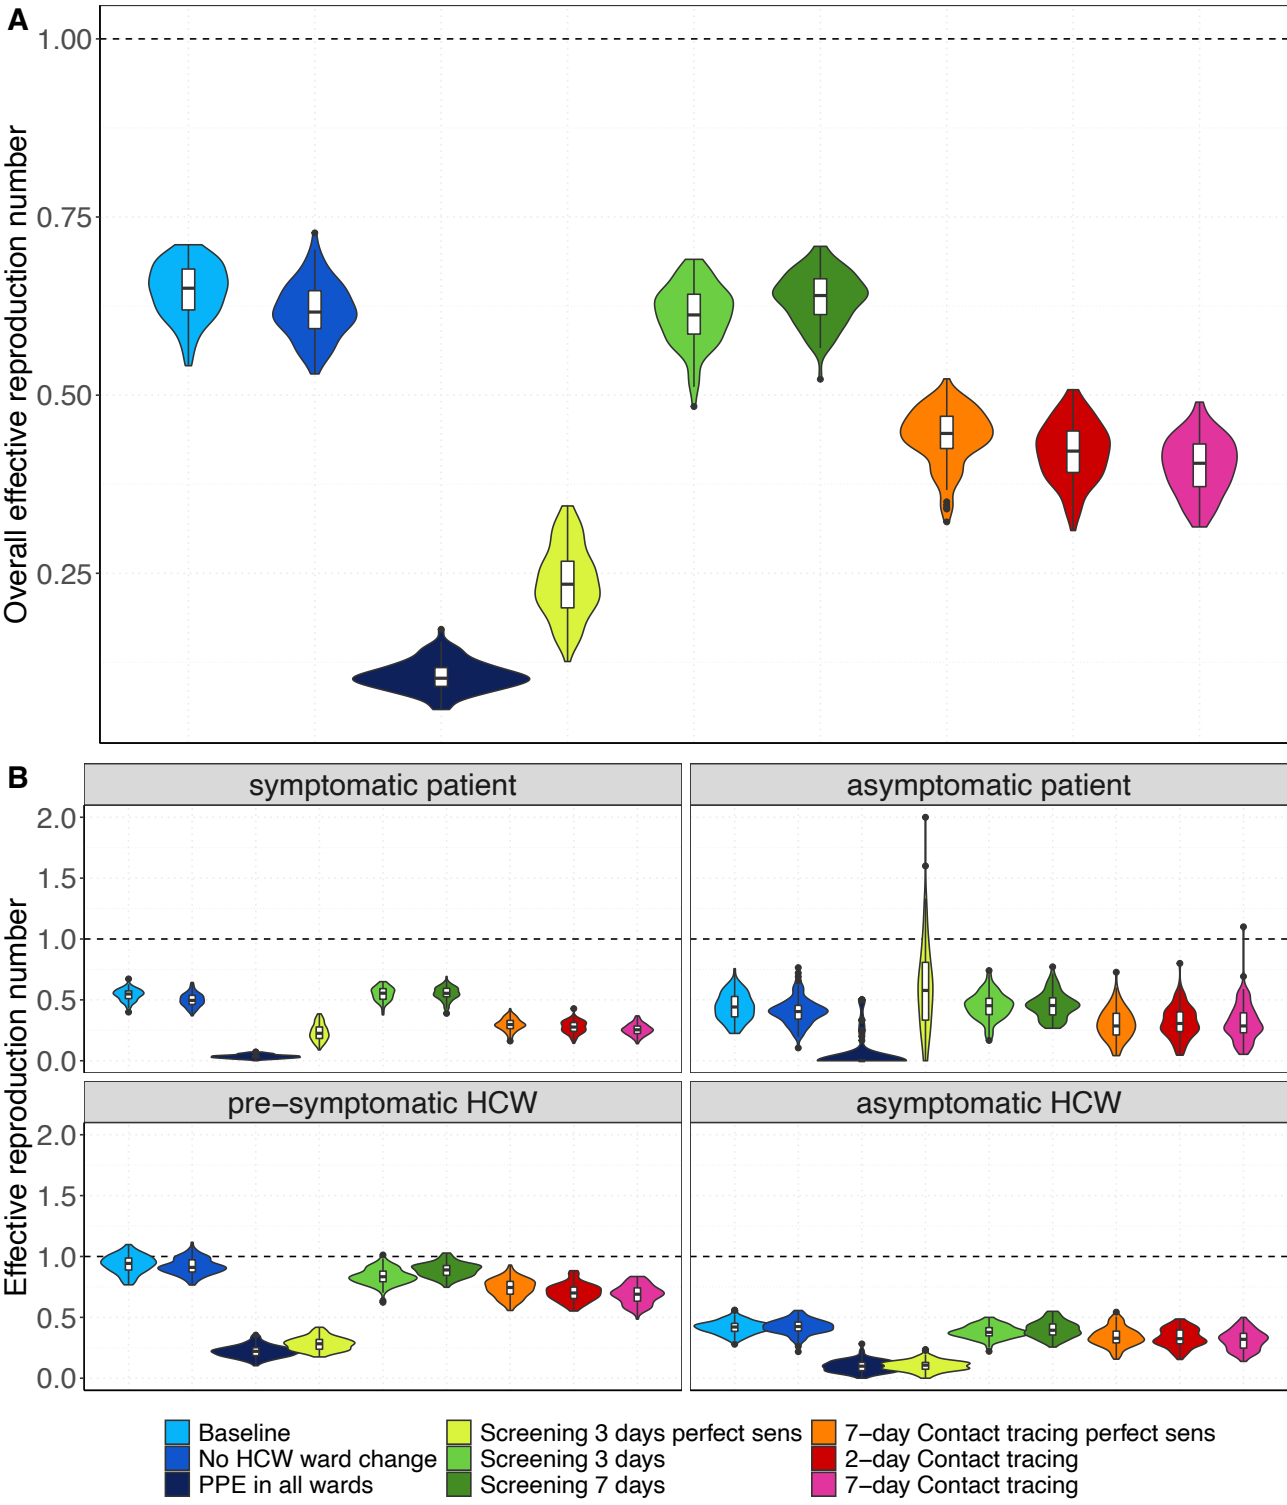 A
Overall effective reproduction number
1.00
0.75
0.50
0.25
B
Effective reproduction number
symptomatic patient
asymptomatic patient
2.0
1.5
1.0
0.5
0.0
pre−symptomatic HCW
asymptomatic HCW
2.0
1.5
1.0
0.5
0.0
Baseline
No HCW ward change
PPE in all wards
Screening 3 days perfect sens
Screening 3 days
Screening 7 days
7−day Contact tracing perfect sens
2−day Contact tracing
7−day Contact tracing